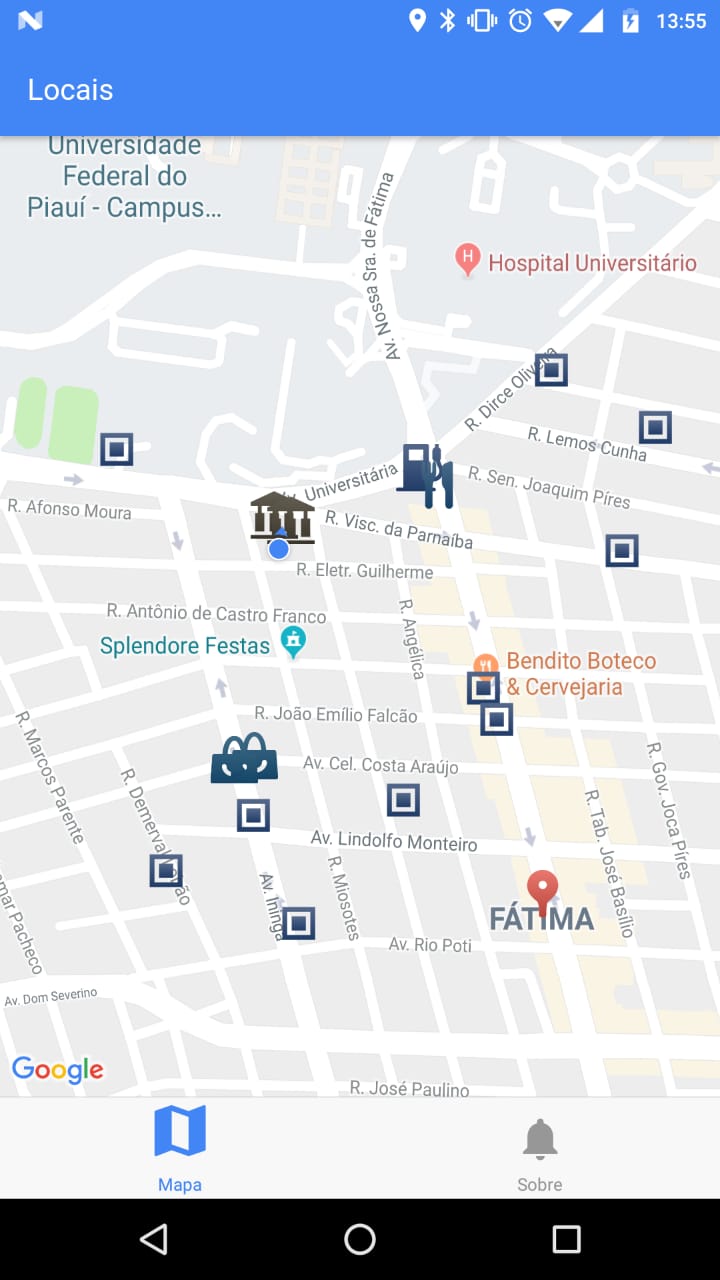 13:55
Locais
Universidade
Federal do
Piauí - Campus...
Av. Nossa Sra. de Fátima
H
Hospital Universitário
R. Dirce Oliveira
R. Lemos Cunha
Universitária
R. Sen. Joaquim Pires
R. Afonso Moura
R. Visc. da Parnaíba
R. Eletr. Guilherme
R. Antônio de Castro Franco
R. Angélica
Splendore Festas
Bendito Boteco
& Cervejaria
R. João Emílio Falcão
R. Marcos Parente
Av. Cel. Costa Araújo
R. Gov. Joca Pires
R. Demerval
R. Tab. José Basílio
Av. Lindolfo Monteiro
R. Miosotes
Av. Ininga
FÁTIMA
Av. Rio Poti
Pacheco
Av. Dom Severino
Google
R. José Paulino
Mapa
Sobre